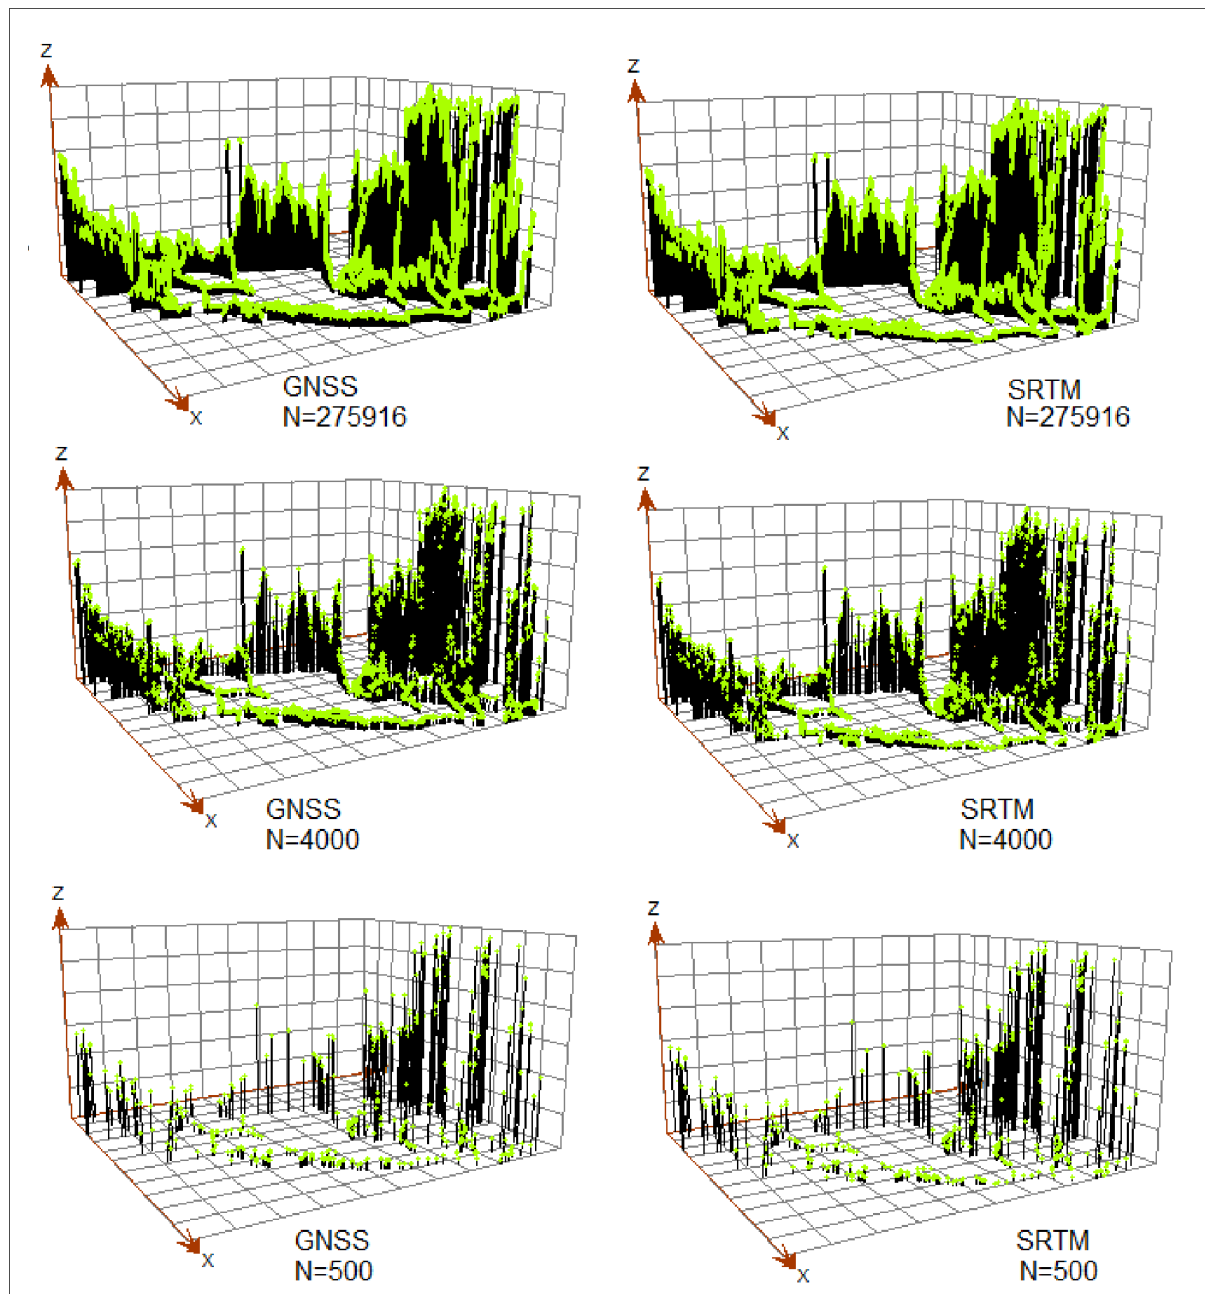 Z
Z
X
X
GNSS
N=275916
SRTM
N=275916
Z
Z
X
X
GNSS
N=4000
SRTM
N=4000
Z
Z
X
X
GNSS
N=500
SRTM
N=500